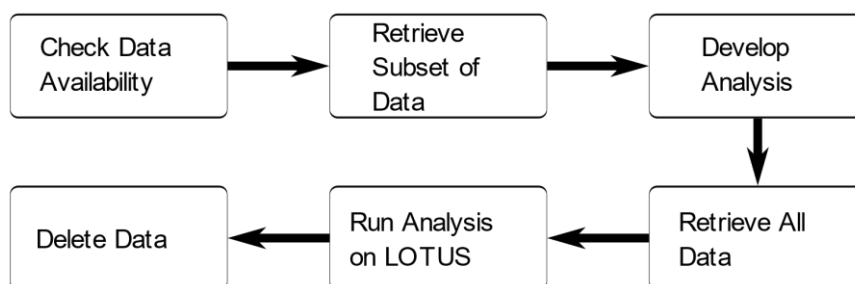 Check Data
Availability
Retrieve
Subset of
Data
Develop
Analysis
Retrieve All
Data
Run Analysis
on LOTUS
Delete Data